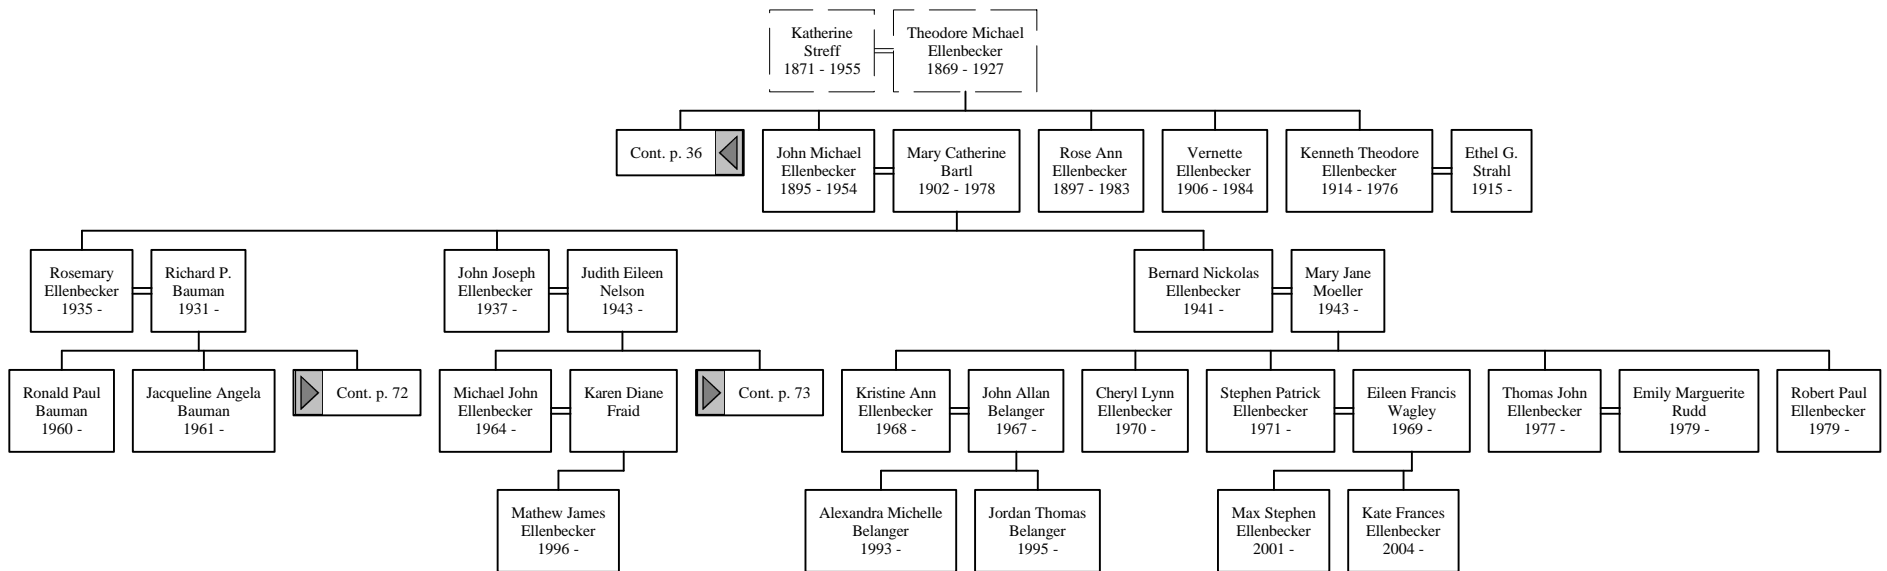 Katherine
Streff
1871 - 1955
Theodore Michael
Ellenbecker
1869 - 1927
Cont. p. 36
John Michael
Ellenbecker
1895 - 1954
Mary Catherine
Bartl
1902 - 1978
Rose Ann
Ellenbecker
1897 - 1983
Vernette
Ellenbecker
1906 - 1984
Kenneth Theodore
Ellenbecker
1914 - 1976
Ethel G.
Strahl
1915 -
Rosemary
Ellenbecker
1935 -
Richard P.
Bauman
1931 -
John Joseph
Ellenbecker
1937 -
Judith Eileen
Nelson
1943 -
Bernard Nickolas
Ellenbecker
1941 -
Mary Jane
Moeller
1943 -
Ronald Paul
Bauman
1960 -
Jacqueline Angela
Bauman
1961 -
Cont. p. 72
Michael John
Ellenbecker
1964 -
Karen Diane
Fraid
Cont. p. 73
Kristine Ann
Ellenbecker
1968 -
John Allan
Belanger
1967 -
Cheryl Lynn
Ellenbecker
1970 -
Stephen Patrick
Ellenbecker
1971 -
Eileen Francis
Wagley
1969 -
Thomas John
Ellenbecker
1977 -
Emily Marguerite
Rudd
1979 -
Robert Paul
Ellenbecker
1979 -
Mathew James
Ellenbecker
1996 -
Alexandra Michelle
Belanger
1993 -
Jordan Thomas
Belanger
1995 -
Max Stephen
Ellenbecker
2001 -
Kate Frances
Ellenbecker
2004 -